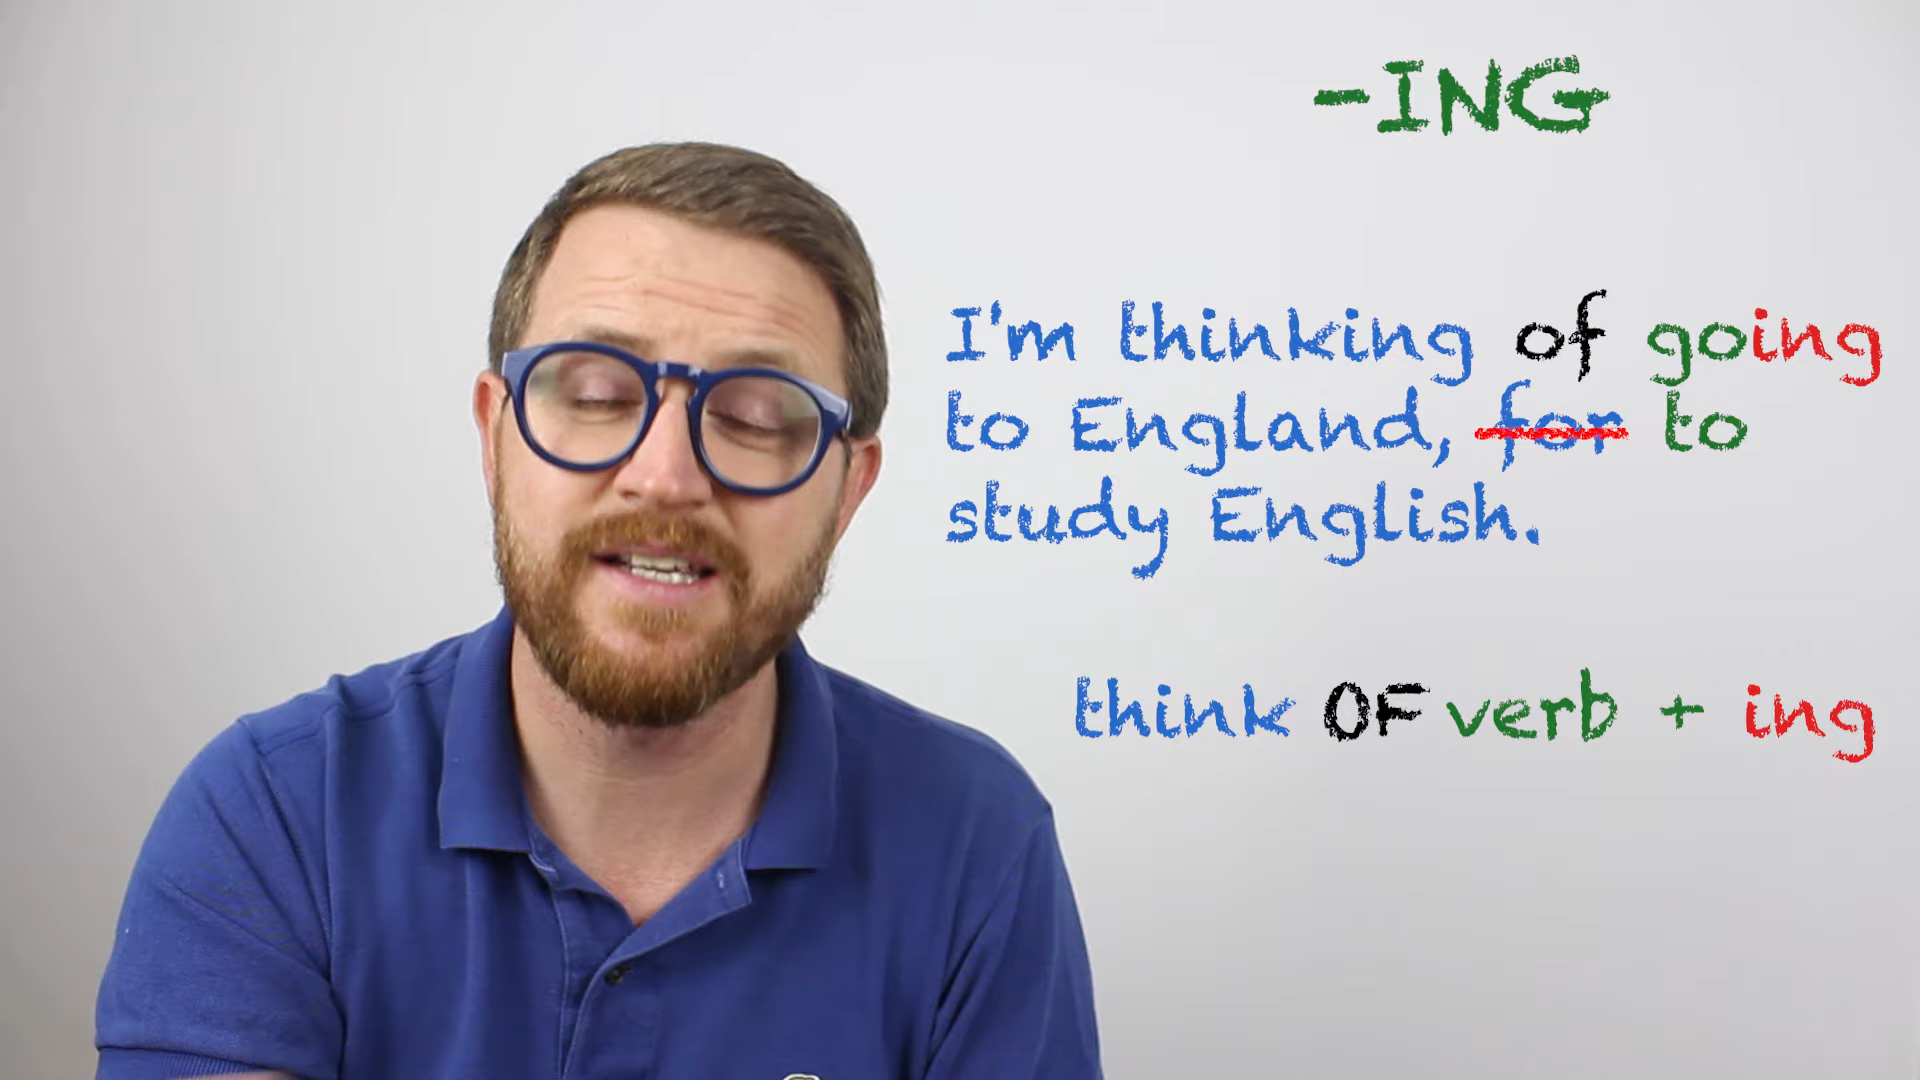 -ING
I'm thinking of going
to England, for to
study English.
think OF verb + ing